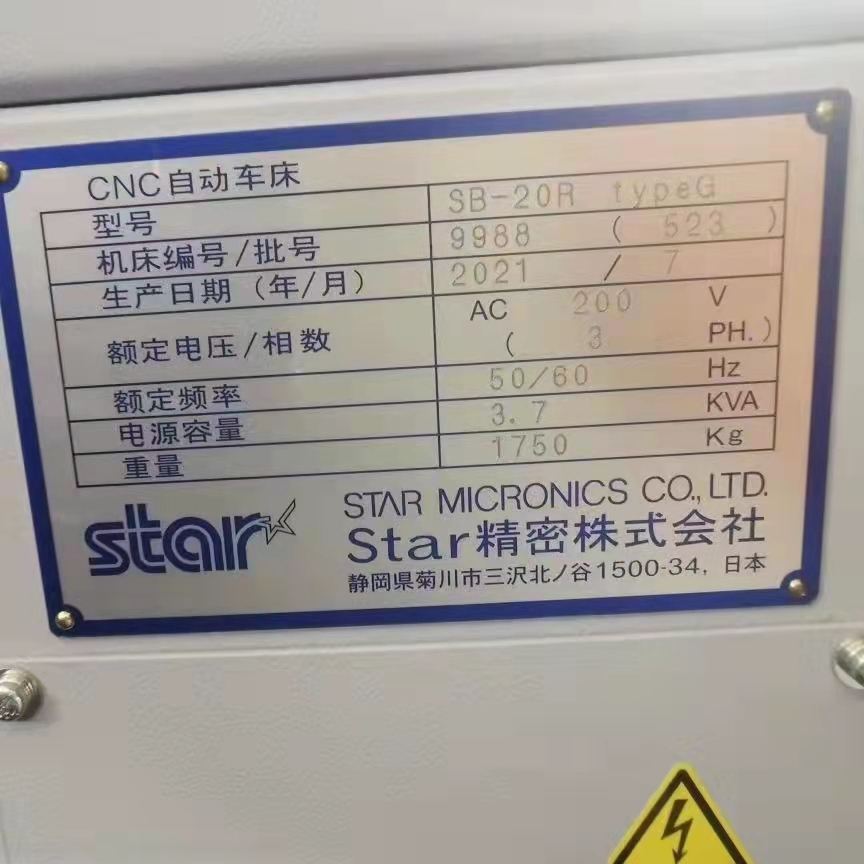 CNC自动车床
型号 SB-20R typeG
机床编号/批号 9988 ( 523 )
生产日期（年/月） 2021 / 7
额定电压/相数 AC 200 V
( 3 PH.)
额定频率 50/60 Hz
电源容量 3.7 KVA
重量 1750 Kg
star
STAR MICRONICS CO.,LTD.
Star精密株式会社
静岡県菊川市三沢北ノ谷1500-34，日本